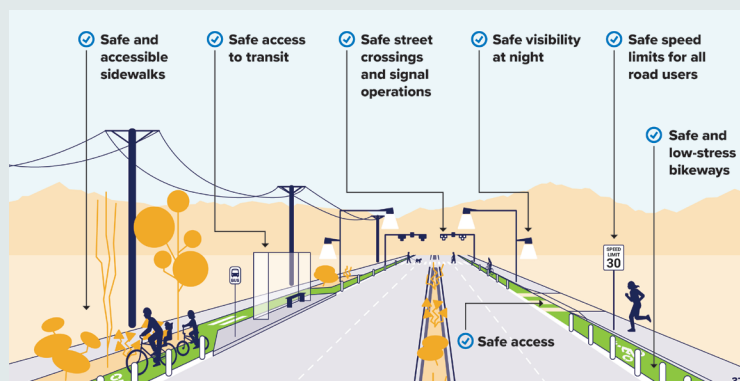 Safe and
accessible
sidewalks
Safe access
to transit
Safe street
crossings
and signal
operations
Safe visibility
at night
Safe speed
limits for all
road users
Safe and
low-stress
bikeways
BUS
SPEED
LIMIT
30
Safe access